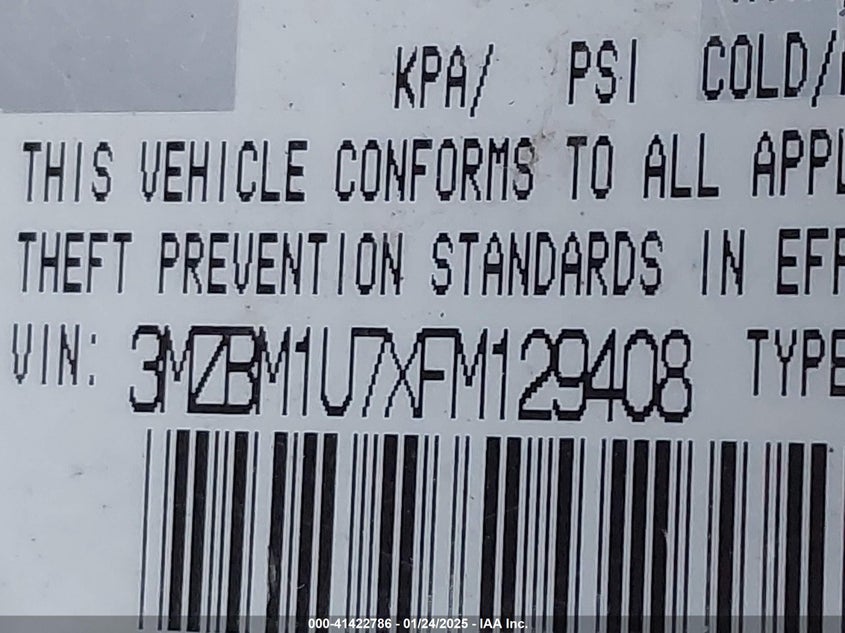 KPA/ PSI COLD/
THIS VEHICLE CONFORMS TO ALL APPL
THEFT PREVENTION STANDARDS IN EFF
VIN: 3MZBM1U7XFM129408 TYPE
000-41422786 - 01/24/2025 - IAA Inc.